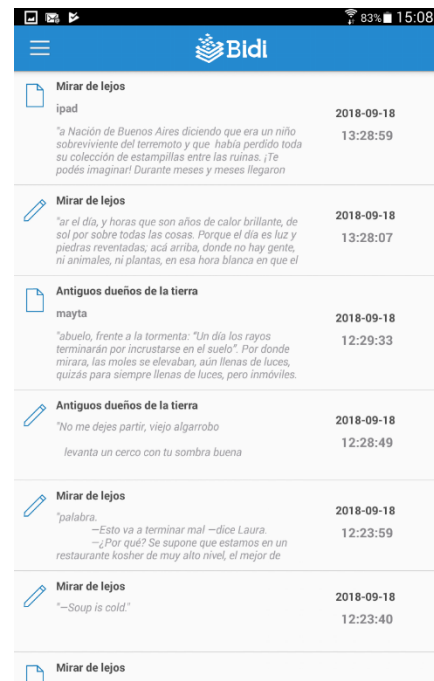 83% 15:08
Bidi
Mirar de lejos
ipad
"a Nación de Buenos Aires diciendo que era un niño
sobreviviente del terremoto y que había perdido toda
su colección de estampillas entre las ruinas. ¡Te
podés imaginar! Durante meses y meses llegaron
2018-09-18
13:28:59
Mirar de lejos
"ar el día, y horas que son años de calor brillante, de
sol por sobre todas las cosas. Porque el día es luz y
piedras reventadas; acá arriba, donde no hay gente,
ni animales, ni plantas, en esa hora blanca en que el
2018-09-18
13:28:07
Antiguos dueños de la tierra
mayta
"abuelo, frente a la tormenta: “Un día los rayos
terminarán por incrustarse en el suelo”. Por donde
mirara, las moles se elevaban, aún llenas de luces,
quizás para siempre llenas de luces, pero inmóviles.
2018-09-18
12:29:33
Antiguos dueños de la tierra
"No me dejes partir, viejo algarrobo
levanta un cerco con tu sombra buena
2018-09-18
12:28:49
Mirar de lejos
"palabra.
—Esto va a terminar mal —dice Laura.
—¿Por qué? Se supone que estamos en un
restaurante kosher de muy alto nivel, el mejor de
2018-09-18
12:23:59
Mirar de lejos
"—Soup is cold."
2018-09-18
12:23:40
Mirar de lejos